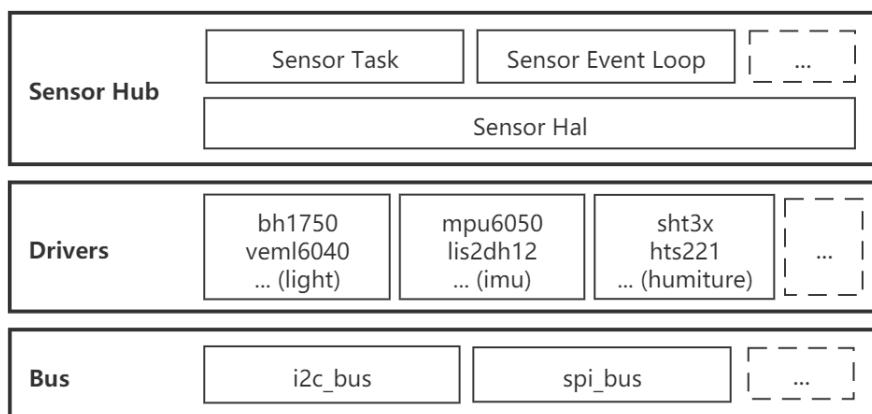 Sensor Hub
Sensor Task
Sensor Event Loop
...
Sensor Hal
Drivers
bh1750
veml6040
... (light)
mpu6050
lis2dh12
... (imu)
sht3x
hts221
... (humiture)
...
Bus
i2c_bus
spi_bus
...